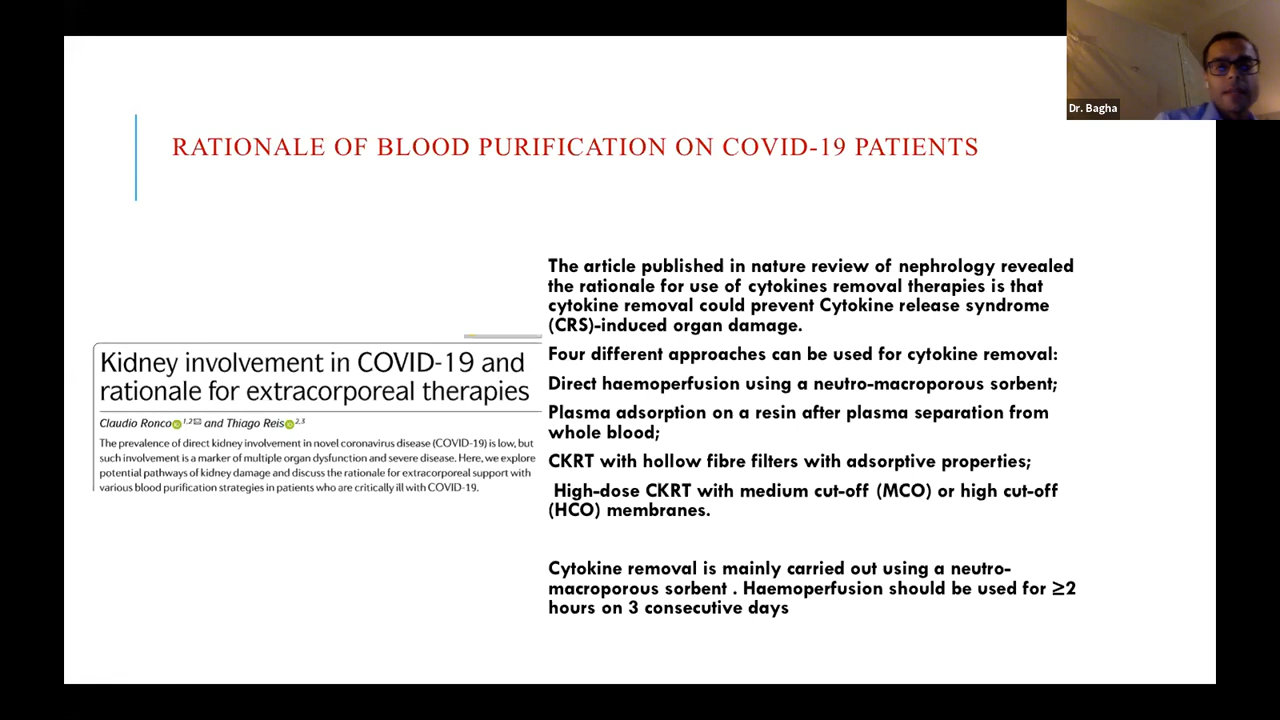 Dr. Bagha
RATIONALE OF BLOOD PURIFICATION ON COVID-19 PATIENTS
Kidney involvement in COVID-19 and
rationale for extracorporeal therapies
Claudio Ronco 1,2✉ and Thiago Reis 2,3
The prevalence of direct kidney involvement in novel coronavirus disease (COVID-19) is low, but
such involvement is a marker of multiple organ dysfunction and severe disease. Here, we explore
potential pathways of kidney damage and discuss the rationale for extracorporeal support with
various blood purification strategies in patients who are critically ill with COVID-19.
The article published in nature review of nephrology revealed
the rationale for use of cytokines removal therapies is that
cytokine removal could prevent Cytokine release syndrome
(CRS)-induced organ damage.
Four different approaches can be used for cytokine removal:
Direct haemoperfusion using a neutro-macroporous sorbent;
Plasma adsorption on a resin after plasma separation from
whole blood;
CKRT with hollow fibre filters with adsorptive properties;
High-dose CKRT with medium cut-off (MCO) or high cut-off
(HCO) membranes.
Cytokine removal is mainly carried out using a neutro-
macroporous sorbent . Haemoperfusion should be used for ≥2
hours on 3 consecutive days